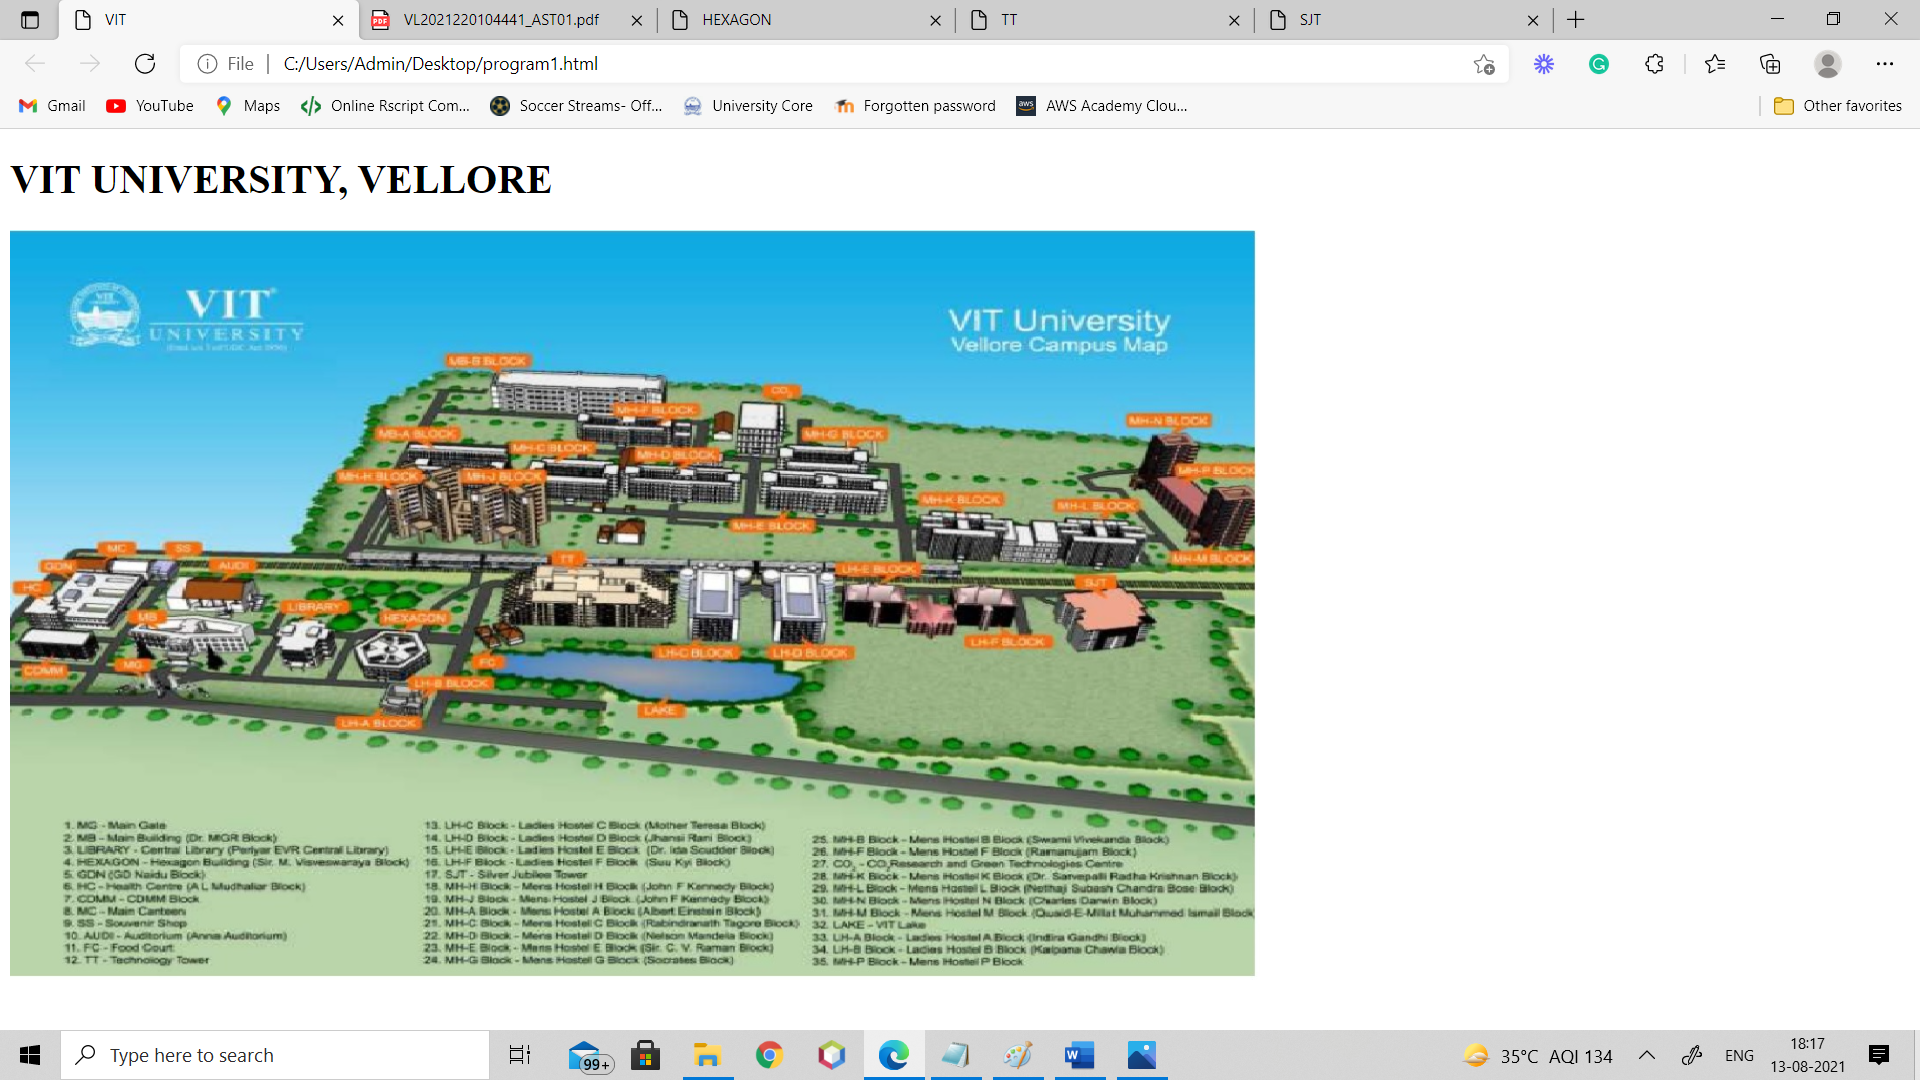 VIT
VL2021220104441_AST01.pdf
HEXAGON
TT
SJT
File
C:/Users/Admin/Desktop/program1.html
Gmail
YouTube
Maps
Online Rscript Com...
Soccer Streams- Off...
University Core
Forgotten password
aws
AWS Academy Clou...
Other favorites
VIT UNIVERSITY, VELLORE
VIT
UNIVERSITY
VIT University
Vellore Campus Map
MB-B BLOCK
CO2
MH-F BLOCK
MH-N BLOCK
MB-A BLOCK
MH-G BLOCK
MH-C BLOCK
MH-D BLOCK
MH-P BLOCK
MH-H BLOCK
MH-J BLOCK
MH-K BLOCK
MH-L BLOCK
MH-E BLOCK
MC
SS
TT
MH-M BLOCK
GDN
AUDI
LH-E BLOCK
SJT
HC
LIBRARY
MB
HEXAGON
LH-F BLOCK
LH-C BLOCK
LH-D BLOCK
MG
FC
COMM
LH-B BLOCK
LAKE
LH-A BLOCK
1. MG - Main Gate
2. MB - Main Building (Dr. MGR Block)
3. LIBRARY - Central Library (Periyar EVR Central Library)
4. HEXAGON - Hexagon Building (Sir. M. Visveswaraya Block)
5. GDN (GD Naidu Block)
6. HC - Health Centre (A L Mudhaliar Block)
7. CDMM - CDMM Block
8. MC - Main Canteen
9. SS - Souvenir Shop
10. AUDI - Auditorium (Anna Auditorium)
11. FC - Food Court
12. TT - Technology Tower
13. LH-C Block - Ladies Hostel C Block (Mother Teresa Block)
14. LH-D Block - Ladies Hostel D Block (Jhansi Rani Block)
15. LH-E Block - Ladies Hostel E Block (Dr. Ida Scudder Block)
16. LH-F Block - Ladies Hostel F Block (Suu Kyi Block)
17. SJT - Silver Jubilee Tower
18. MH-H Block - Mens Hostel H Block (John F Kennedy Block)
19. MH-J Block - Mens Hostel J Block (John F Kennedy Block)
20. MH-A Block - Mens Hostel A Block (Albert Einstein Block)
21. MH-C Block - Mens Hostel C Block (Rabindranath Tagore Block)
22. MH-D Block - Mens Hostel D Block (Nelson Mandela Block)
23. MH-E Block - Mens Hostel E Block (Sir. C. V. Raman Block)
24. MH-G Block - Mens Hostel G Block (Socrates Block)
25. MH-B Block - Mens Hostel B Block (Swami Vivekanda Block)
26. MH-F Block - Mens Hostel F Block (Ramanujam Block)
27. CO2 - CO2 Research and Green Technologies Centre
28. MH-K Block - Mens Hostel K Block (Dr. Sarvepalli Radha Krishnan Block)
29. MH-L Block - Mens Hostel L Block (Nethaji Subash Chandra Bose Block)
30. MH-N Block - Mens Hostel N Block (Charles Darwin Block)
31. MH-M Block - Mens Hostel M Block (Quaid-E-Millat Muhammed Ismail Block
32. LAKE - VIT Lake
33. LH-A Block - Ladies Hostel A Block (Indira Gandhi Block)
34. LH-B Block - Ladies Hostel B Block (Kalpana Chawla Block)
35. MH-P Block - Mens Hostel P Block
Type here to search
99+
35°C AQI 134
ENG
18:17
13-08-2021